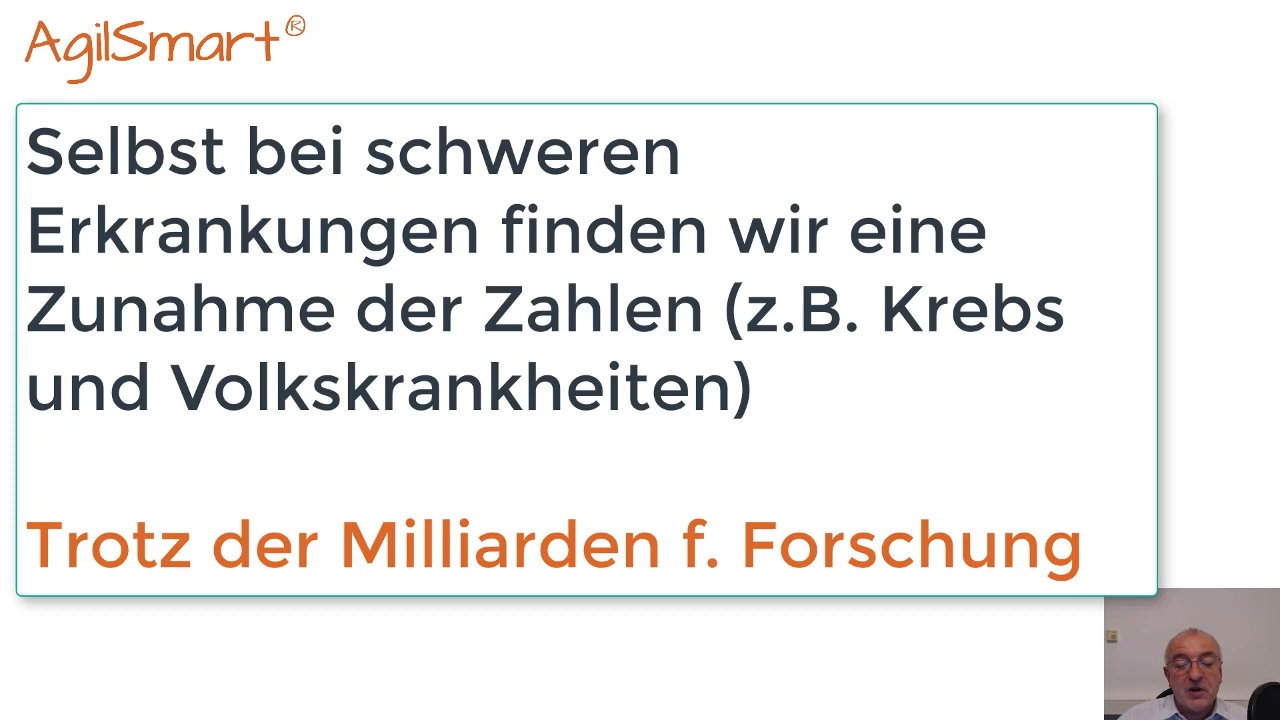 AgilSmart®
Selbst bei schweren
Erkrankungen finden wir eine
Zunahme der Zahlen (z.B. Krebs
und Volkskrankheiten)
Trotz der Milliarden f. Forschung